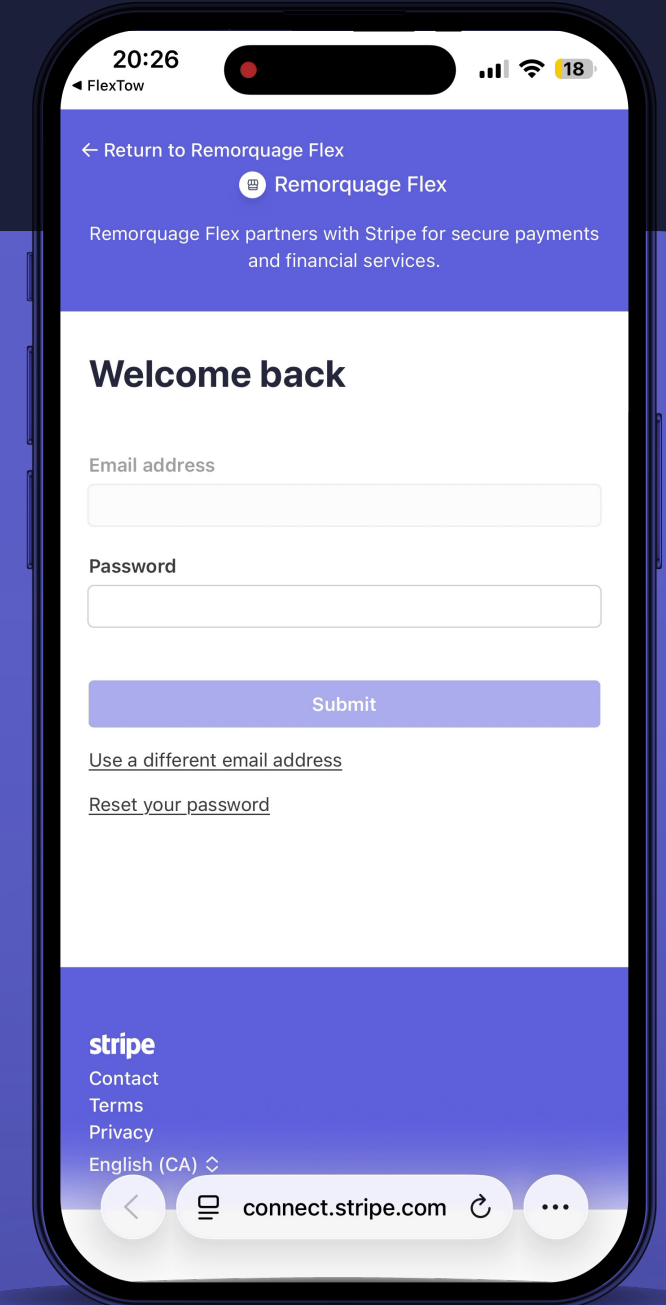 20:26
18
◀ FlexTow
← Return to Remorquage Flex
Remorquage Flex
Remorquage Flex partners with Stripe for secure payments
and financial services.
Welcome back
Email address
Password
Submit
Use a different email address
Reset your password
stripe
Contact
Terms
Privacy
English (CA)
connect.stripe.com